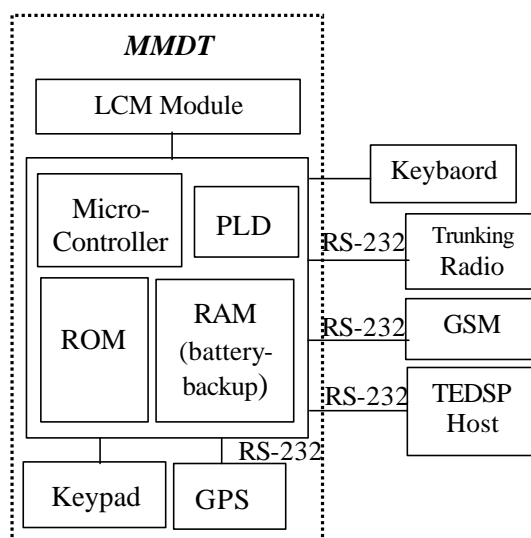 MMDT
LCM Module
Keybaord
Micro-
Controller
PLD
RS-232
Trunking
Radio
ROM
RAM
(battery-
backup)
RS-232
GSM
RS-232
TEDSP
Host
RS-232
Keypad
GPS